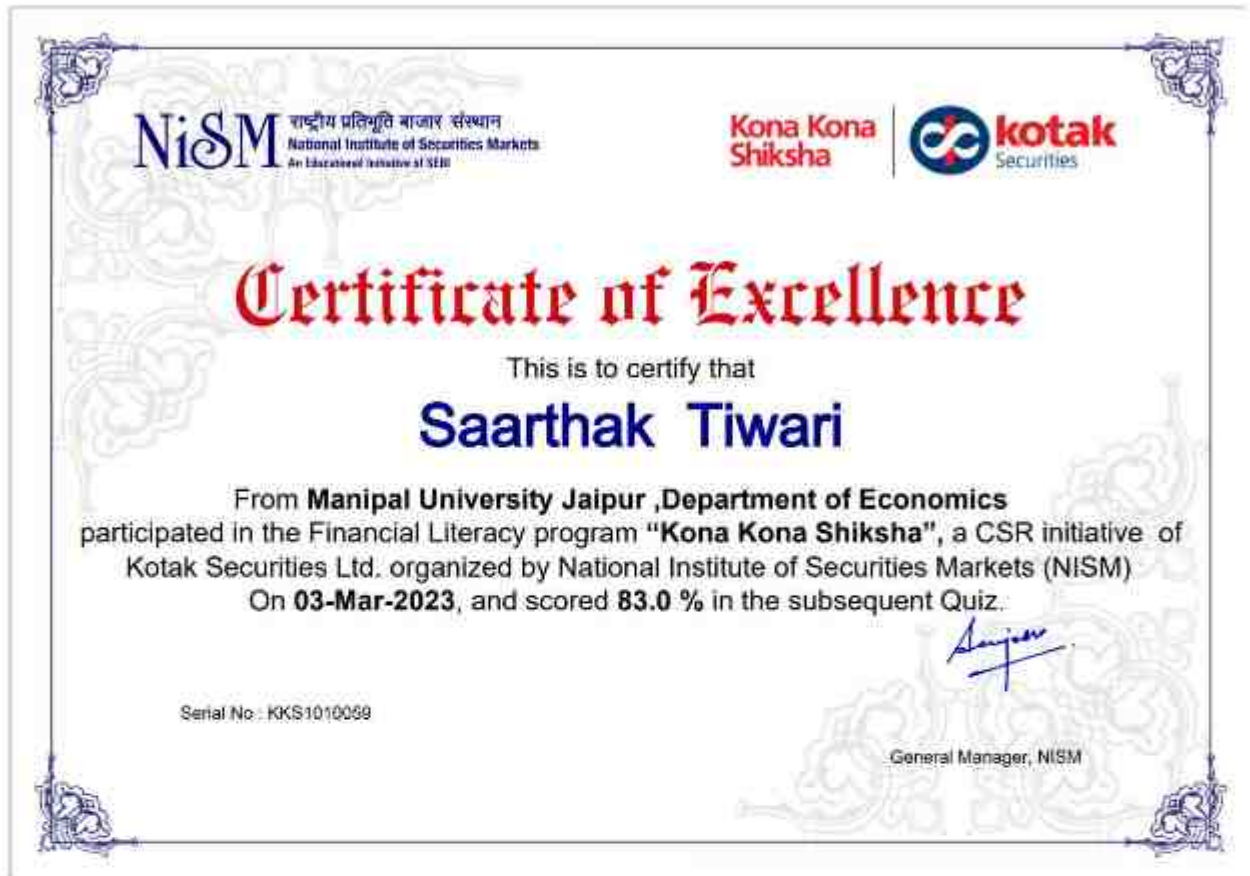 NiSM
राष्ट्रीय प्रतिभूति बाजार संस्थान
National Institute of Securities Markets
An Educational Initiative of SEBI
Kona Kona
Shiksha
kotak
Securities
Certificate of Excellence
This is to certify that
Saarthak Tiwari
From Manipal University Jaipur ,Department of Economics
participated in the Financial Literacy program “Kona Kona Shiksha”, a CSR initiative of
Kotak Securities Ltd. organized by National Institute of Securities Markets (NISM)
On 03-Mar-2023, and scored 83.0 % in the subsequent Quiz.
Serial No : KKS1010059
General Manager, NISM